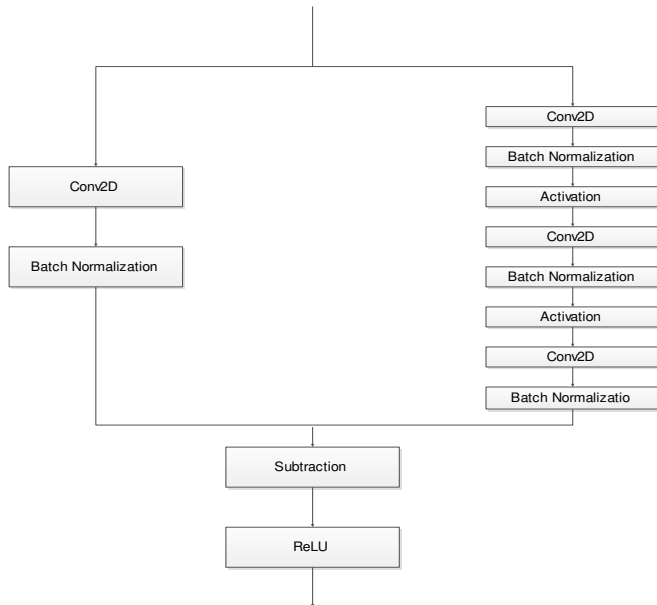 Conv2D
Batch Normalization
Conv2D
Batch Normalization
Activation
Conv2D
Batch Normalization
Activation
Conv2D
Batch Normalizatio
Subtraction
ReLU